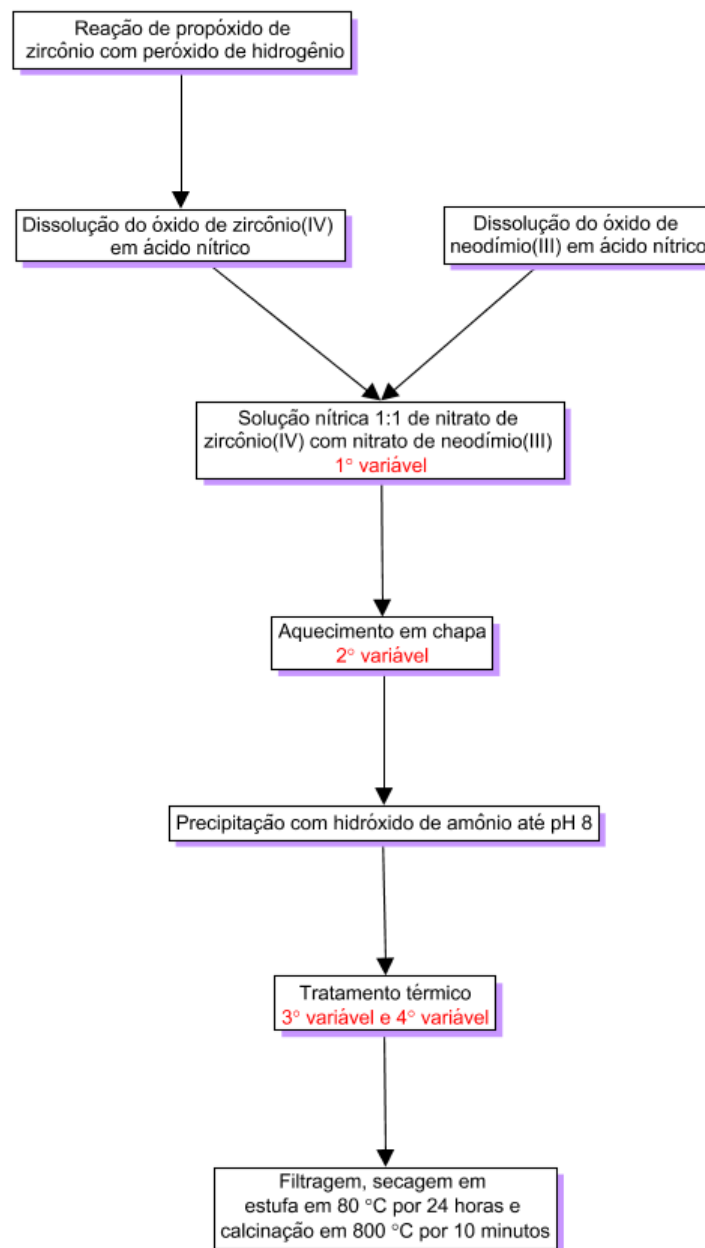 Reação de propóxido de
zircônio com peróxido de hidrogênio
Dissolução do óxido de zircônio(IV)
em ácido nítrico
Dissolução do óxido de
neodímio(III) em ácido nítrico
Solução nítrica 1:1 de nitrato de
zircônio(IV) com nitrato de neodímio(III)
1° variável
Aquecimento em chapa
2° variável
Precipitação com hidróxido de amônio até pH 8
Tratamento térmico
3° variável e 4° variável
Filtragem, secagem em
estufa em 80 °C por 24 horas e
calcinação em 800 °C por 10 minutos